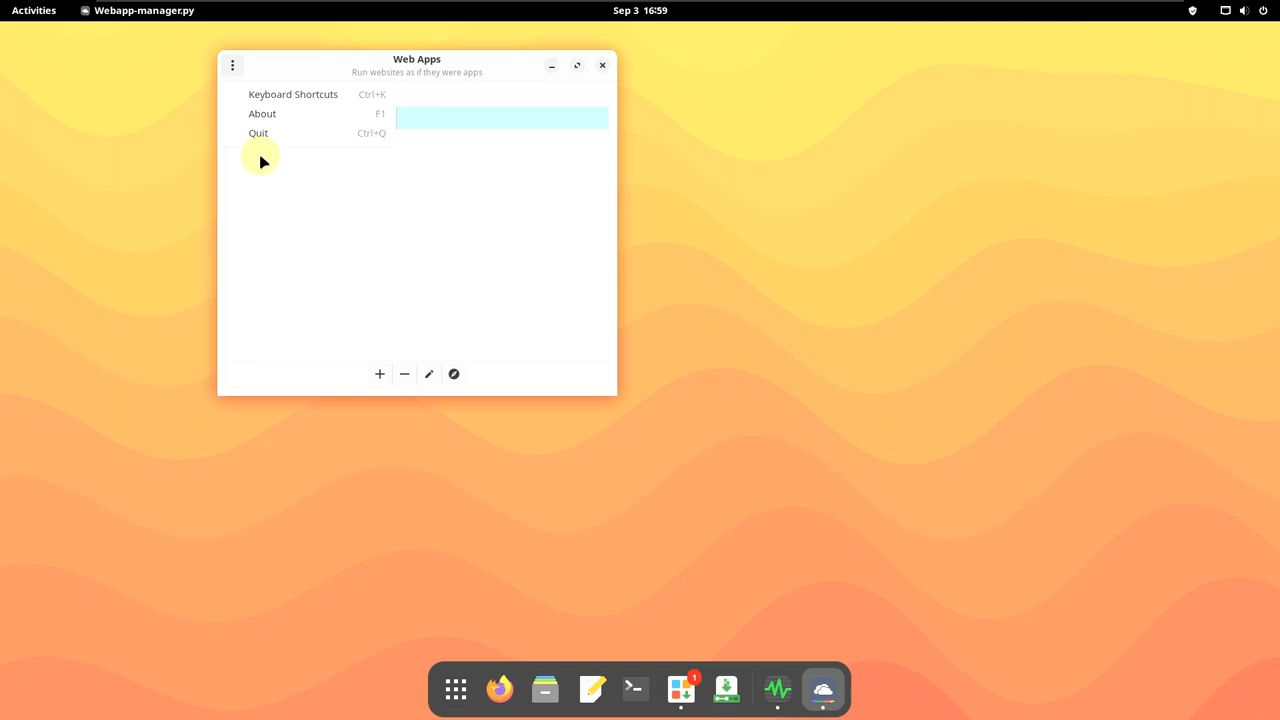 Activities
Webapp-manager.py
Sep 3 16:59
Web Apps
Run websites as if they were apps
Keyboard Shortcuts Ctrl+K
About F1
Quit Ctrl+Q
1